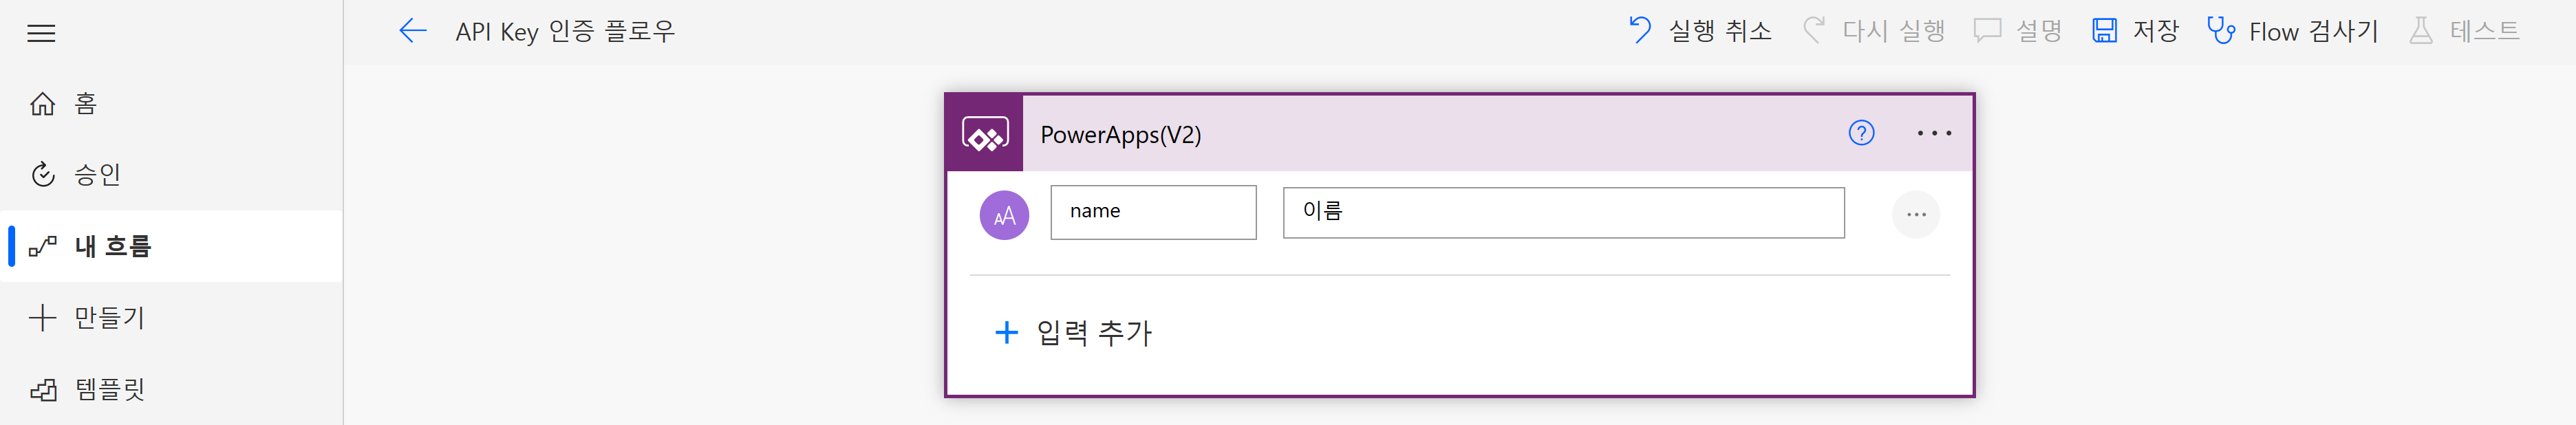 API Key 인증 플로우
실행 취소
다시 실행
설명
저장
Flow 검사기
테스트
홈
승인
내 흐름
만들기
템플릿
PowerApps(V2)
name
이름
입력 추가